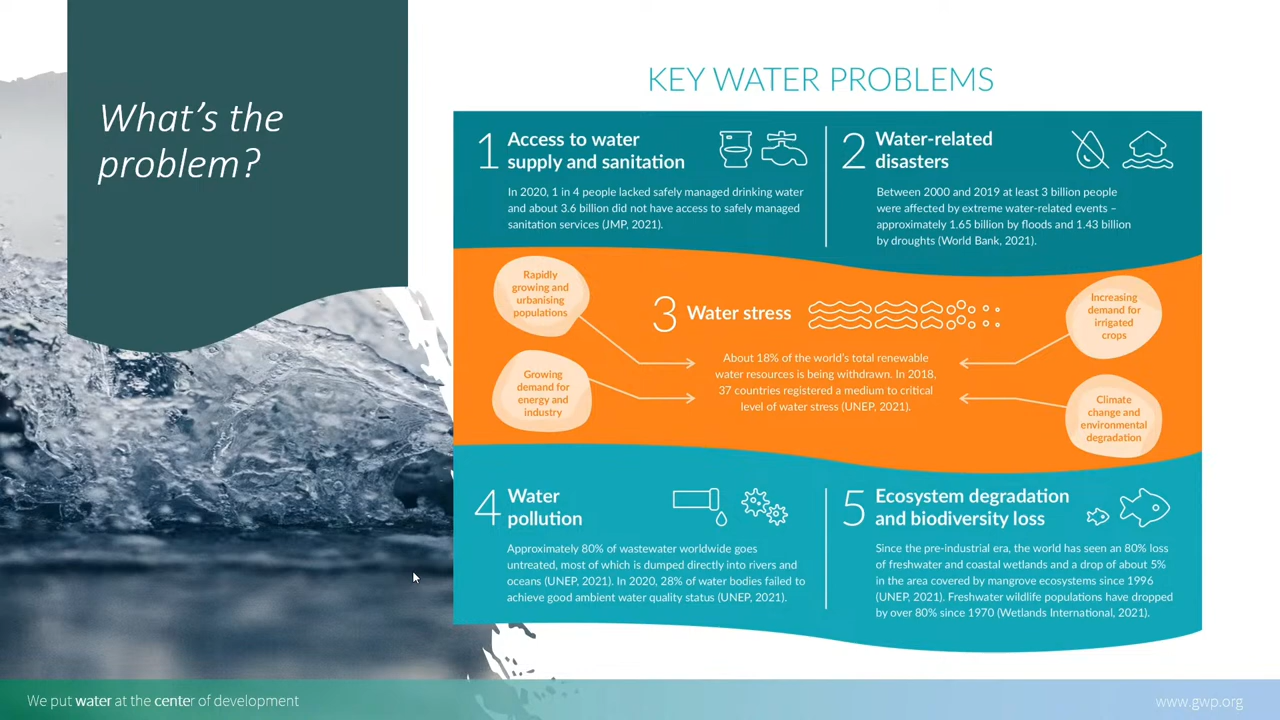 What's the
problem?
KEY WATER PROBLEMS
1 Access to water
supply and sanitation
In 2020, 1 in 4 people lacked safely managed drinking water
and about 3.6 billion did not have access to safely managed
sanitation services (JMP, 2021).
2 Water-related
disasters
Between 2000 and 2019 at least 3 billion people
were affected by extreme water-related events –
approximately 1.65 billion by floods and 1.43 billion
by droughts (World Bank, 2021).
Rapidly
growing and
urbanising
populations
Growing
demand for
energy and
industry
3 Water stress
About 18% of the world's total renewable
water resources is being withdrawn. In 2018,
37 countries registered a medium to critical
level of water stress (UNEP, 2021).
Increasing
demand for
irrigated
crops
Climate
change and
environmental
degradation
4 Water
pollution
Approximately 80% of wastewater worldwide goes
untreated, most of which is dumped directly into rivers and
oceans (UNEP, 2021). In 2020, 28% of water bodies failed to
achieve good ambient water quality status (UNEP, 2021).
5 Ecosystem degradation
and biodiversity loss
Since the pre-industrial era, the world has seen an 80% loss
of freshwater and coastal wetlands and a drop of about 5%
in the area covered by mangrove ecosystems since 1996
(UNEP, 2021). Freshwater wildlife populations have dropped
by over 80% since 1970 (Wetlands International, 2021).
We put water at the center of development
www.gwp.org